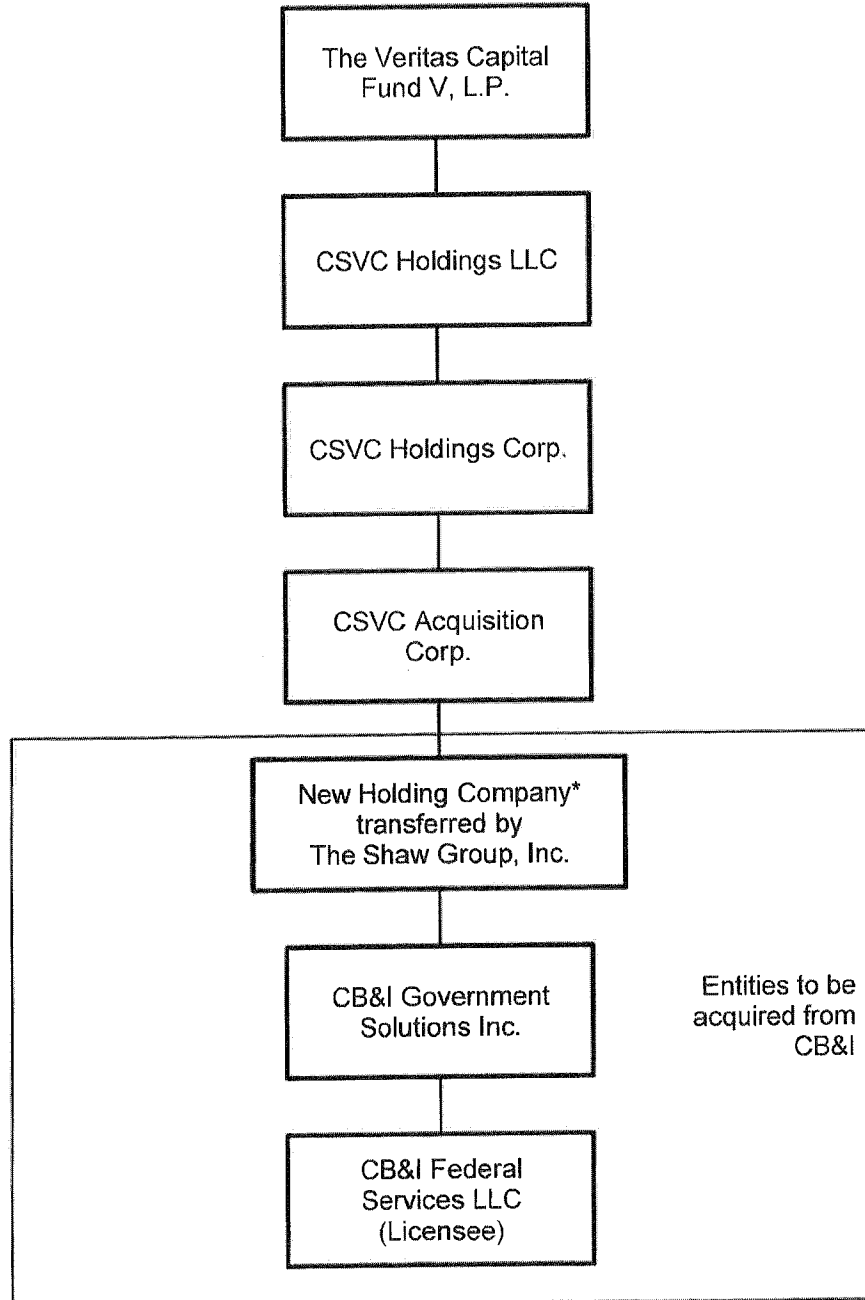 The Veritas Capital
Fund V, L.P.
CSVC Holdings LLC
CSVC Holdings Corp.
CSVC Acquisition
Corp.
New Holding Company*
transferred by
The Shaw Group, Inc.
CB&I Government
Solutions Inc.
Entities to be
acquired from
CB&I
CB&I Federal
Services LLC
(Licensee)